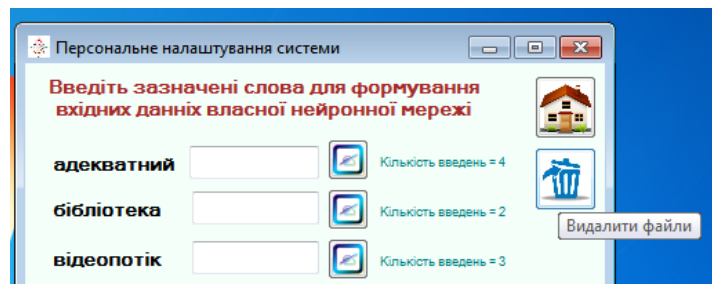 Персональне налаштування системи
Введіть зазначені слова для формування
вхідних данніх власної нейронної мережі
адекватний Кількість введень = 4
бібліотека Кількість введень = 2
Видалити файли
відеопотік Кількість введень = 3